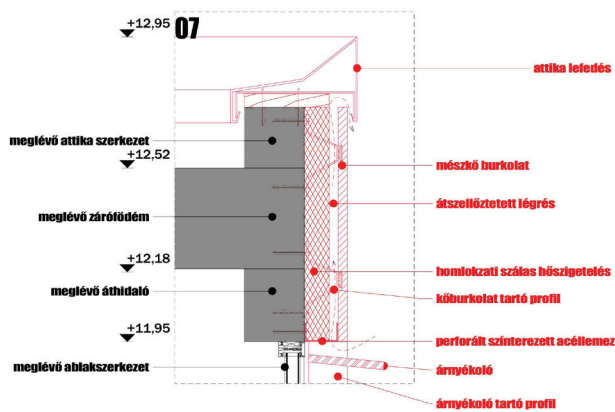 +12,95
07
attika lefedés
meglévő attika szerkezet
+12,52
mészkő burkolat
átszellőztetett légrés
meglévő zárófödém
+12,18
homlokzati szálas hőszigetelés
meglévő áthidaló
kőburkolat tartó profil
+11,95
perforált színterezett acéllemez
meglévő ablakszerkezet
árnyékoló
árnyékoló tartó profil